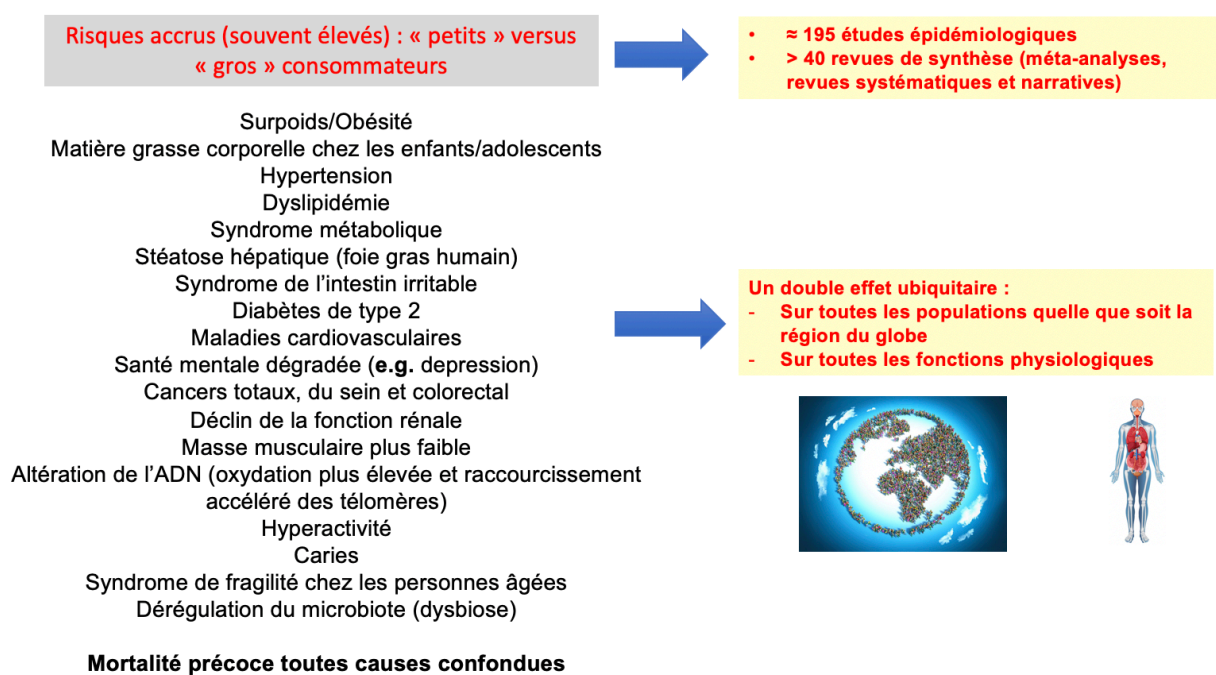 Risques accrus (souvent élevés) : « petits » versus
« gros » consommateurs
• ≈ 195 études épidémiologiques
• > 40 revues de synthèse (méta-analyses,
revues systématiques et narratives)
Surpoids/Obésité
Matière grasse corporelle chez les enfants/adolescents
Hypertension
Dyslipidémie
Syndrome métabolique
Stéatose hépatique (foie gras humain)
Syndrome de l’intestin irritable
Diabètes de type 2
Maladies cardiovasculaires
Santé mentale dégradée (e.g. depression)
Cancers totaux, du sein et colorectal
Déclin de la fonction rénale
Masse musculaire plus faible
Altération de l’ADN (oxydation plus élevée et raccourcissement
accéléré des télomères)
Hyperactivité
Caries
Syndrome de fragilité chez les personnes âgées
Dérégulation du microbiote (dysbiose)
Mortalité précoce toutes causes confondues
Un double effet ubiquitaire :
- Sur toutes les populations quelle que soit la
région du globe
- Sur toutes les fonctions physiologiques